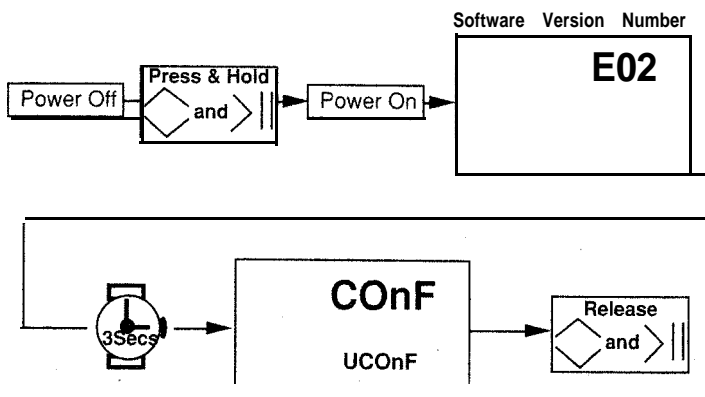 Software Version Number
E02
Press & Hold
Power Off
and
Power On
COnF
3Secs
UCOnF
Release
and